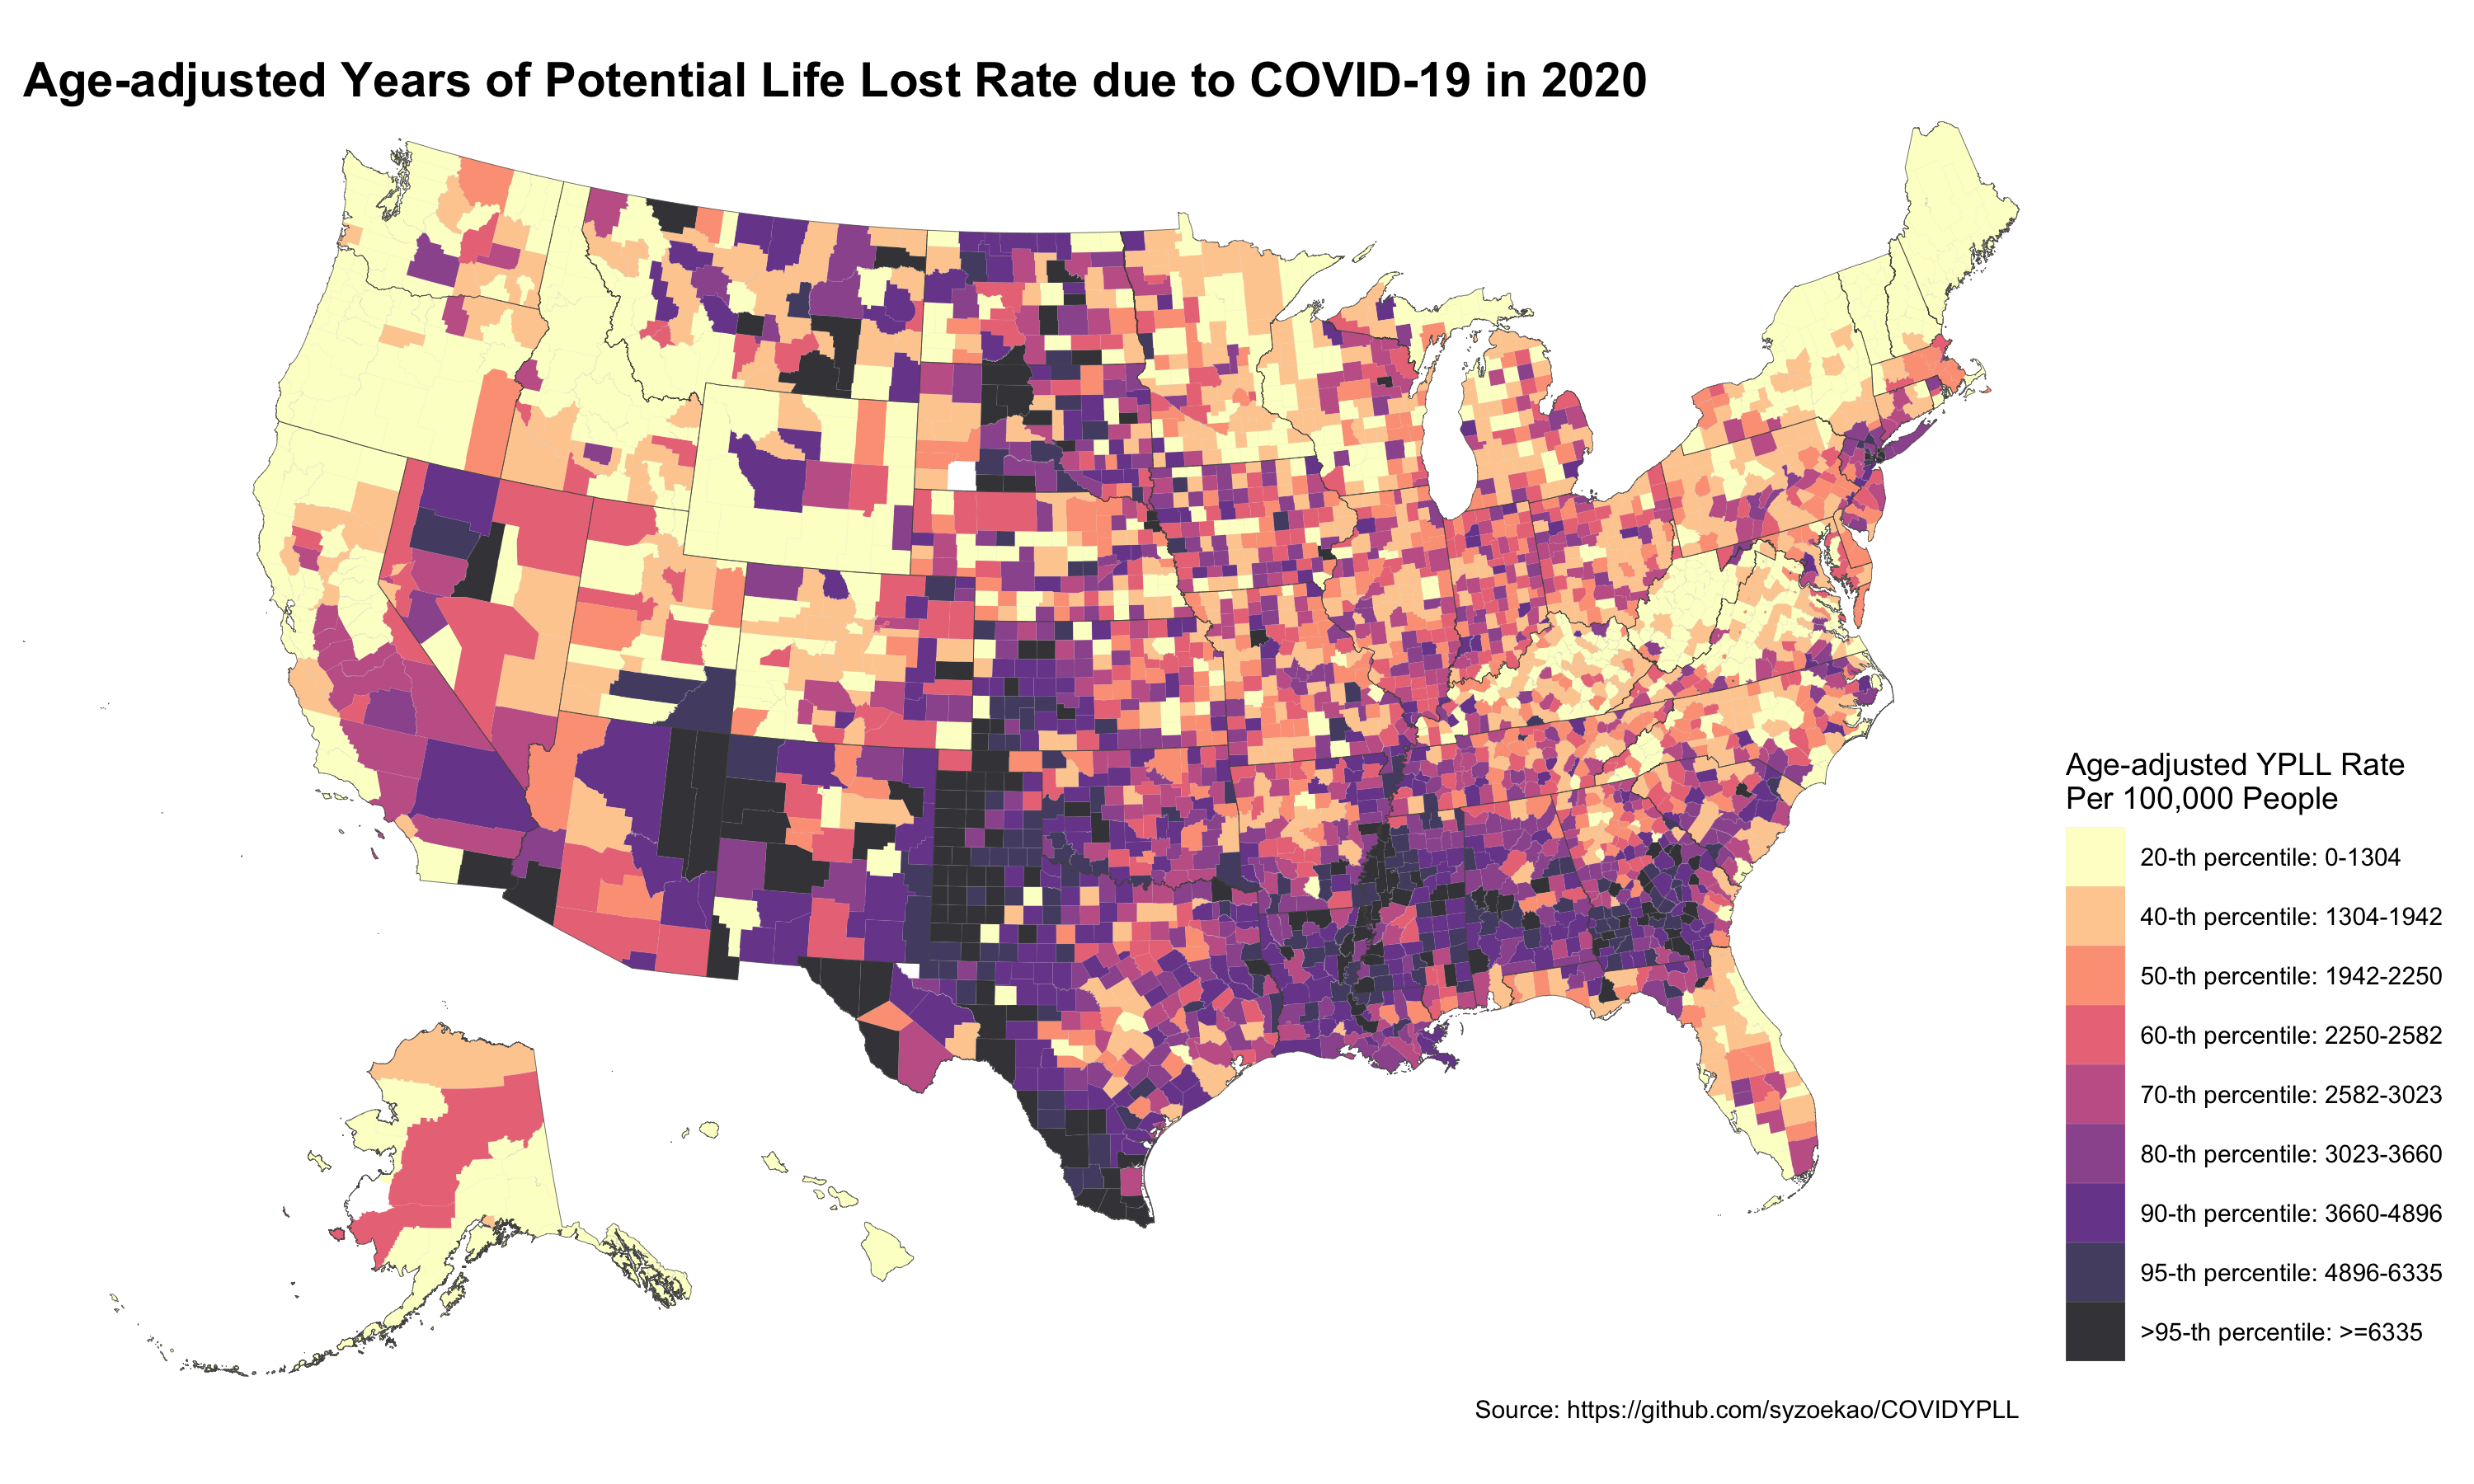 Age-adjusted Years of Potential Life Lost Rate due to COVID-19 in 2020
Age-adjusted YPLL Rate
Per 100,000 People
20-th percentile: 0-1304
40-th percentile: 1304-1942
50-th percentile: 1942-2250
60-th percentile: 2250-2582
70-th percentile: 2582-3023
80-th percentile: 3023-3660
90-th percentile: 3660-4896
95-th percentile: 4896-6335
>95-th percentile: >=6335
Source: https://github.com/syzoekao/COVIDYPLL